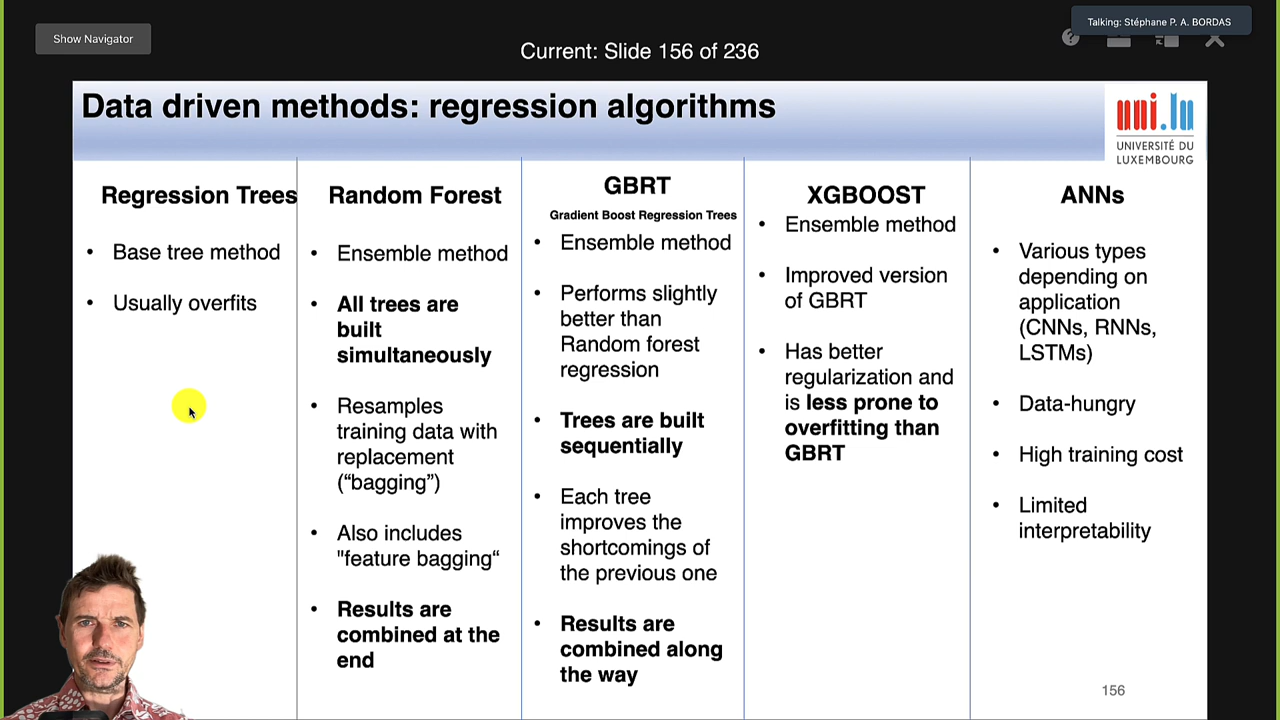 Show Navigator
Talking: Stéphane P. A. BORDAS
Current: Slide 156 of 236
Data driven methods: regression algorithms
uni.lu
UNIVERSITÉ DU
LUXEMBOURG
Regression Trees
• Base tree method
• Usually overfits
Random Forest
• Ensemble method
• All trees are
built
simultaneously
• Resamples
training data with
replacement
(“bagging”)
• Also includes
"feature bagging“
• Results are
combined at the
end
GBRT
Gradient Boost Regression Trees
• Ensemble method
• Performs slightly
better than
Random forest
regression
• Trees are built
sequentially
• Each tree
improves the
shortcomings of
the previous one
• Results are
combined along
the way
XGBOOST
• Ensemble method
• Improved version
of GBRT
• Has better
regularization and
is less prone to
overfitting than
GBRT
ANNs
• Various types
depending on
application
(CNNs, RNNs,
LSTMs)
• Data-hungry
• High training cost
• Limited
interpretability
156